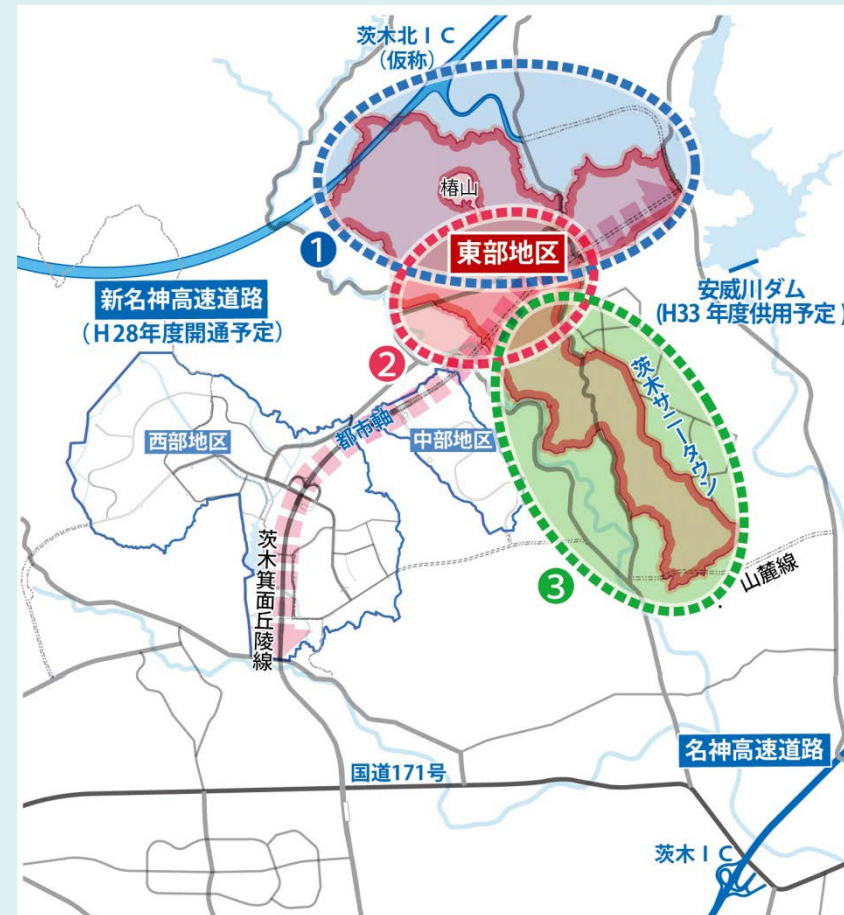 茨木北IC
(仮称)
椿山
❶
東部地区
新名神高速道路
(H28年度開通予定)
安威川ダム
(H33 年度供用予定)
❷
都市軸
西部地区
中部地区
茨木サニータウン
茨木箕面丘陵線
❸
山麓線
名神高速道路
国道171号
茨木IC